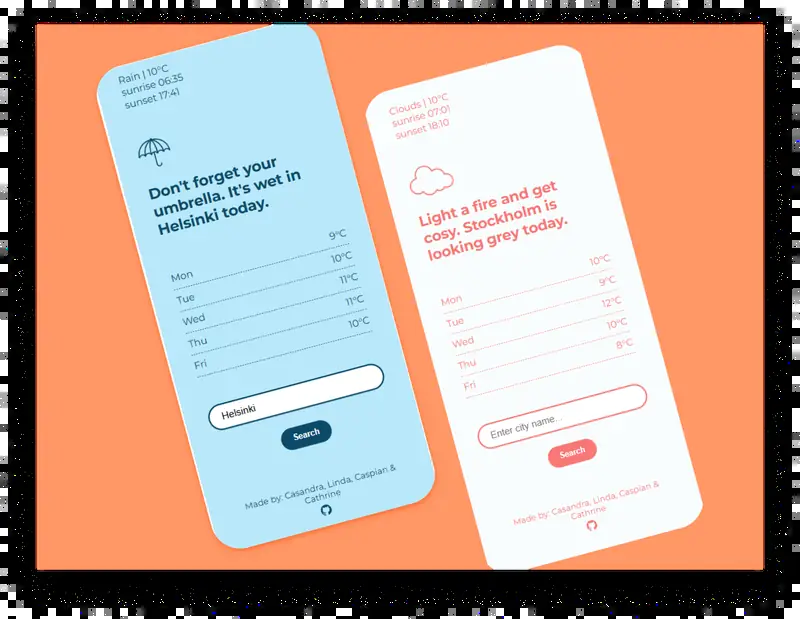 Rain | 10°C
sunrise 06:35
sunset 17:41
Don't forget your
umbrella. It's wet in
Helsinki today.
Mon 9°C
Tue 10°C
Wed 11°C
Thu 11°C
Fri 10°C
Helsinki
Search
Made by: Casandra, Linda, Caspian &
Cathrine
Clouds | 10°C
sunrise 07:01
sunset 18:10
Light a fire and get
cosy. Stockholm is
looking grey today.
Mon 10°C
Tue 9°C
Wed 12°C
Thu 10°C
Fri 8°C
Enter city name...
Search
Made by: Casandra, Linda, Caspian &
Cathrine